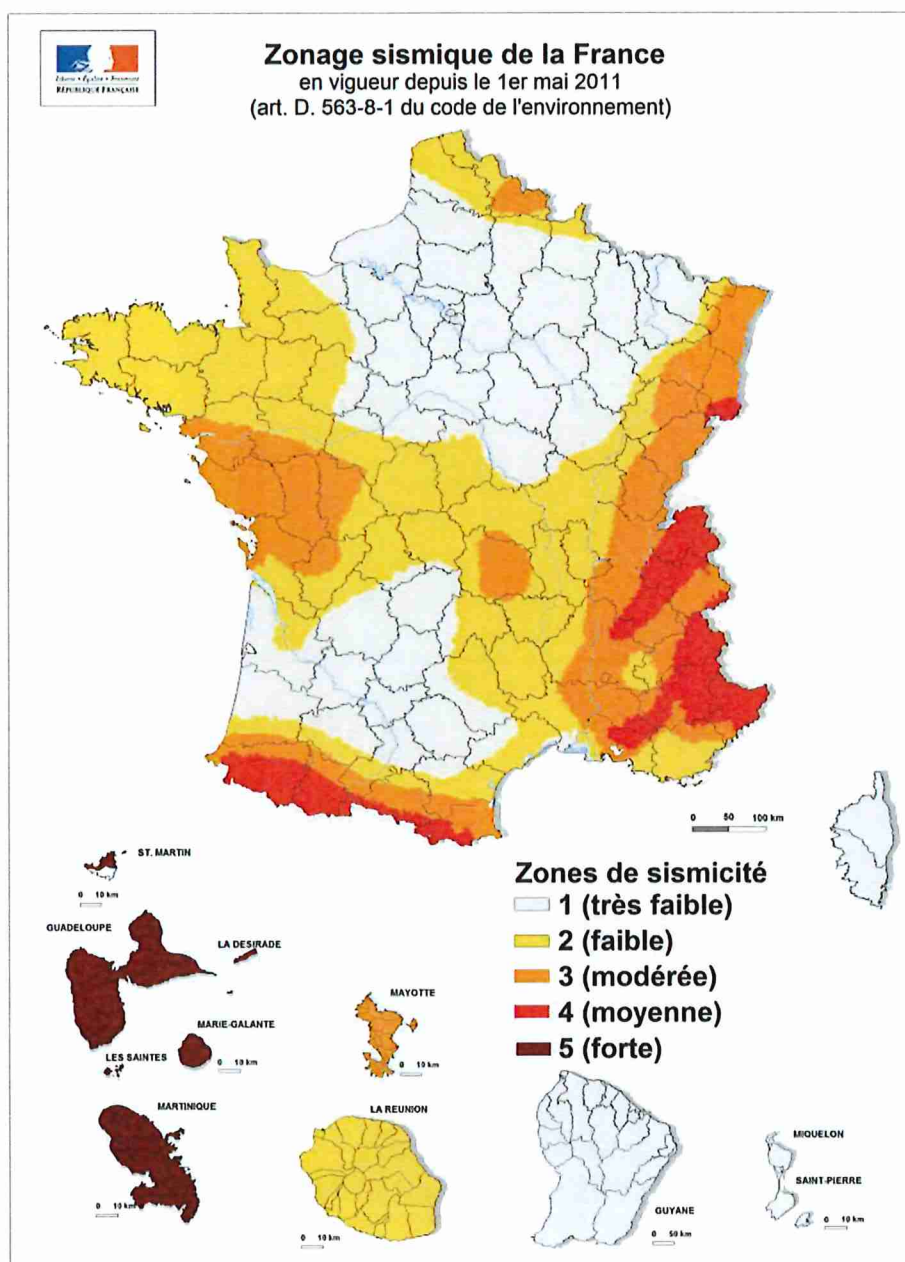 Liberté • Égalité • Fraternité
RÉPUBLIQUE FRANÇAISE
Zonage sismique de la France
en vigueur depuis le 1er mai 2011
(art. D. 563-8-1 du code de l'environnement)
0 50 100 km
ST. MARTIN
0 10 km
GUADELOUPE
LA DESIRADE
MARIE-GALANTE
0 10 km
LES SAINTES
MAYOTTE
0 10 km
Zones de sismicité
1 (très faible)
2 (faible)
3 (modérée)
4 (moyenne)
5 (forte)
MARTINIQUE
0 10 km
LA REUNION
0 10 km
GUYANE
0 50 km
MIQUELON
SAINT-PIERRE
0 10 km